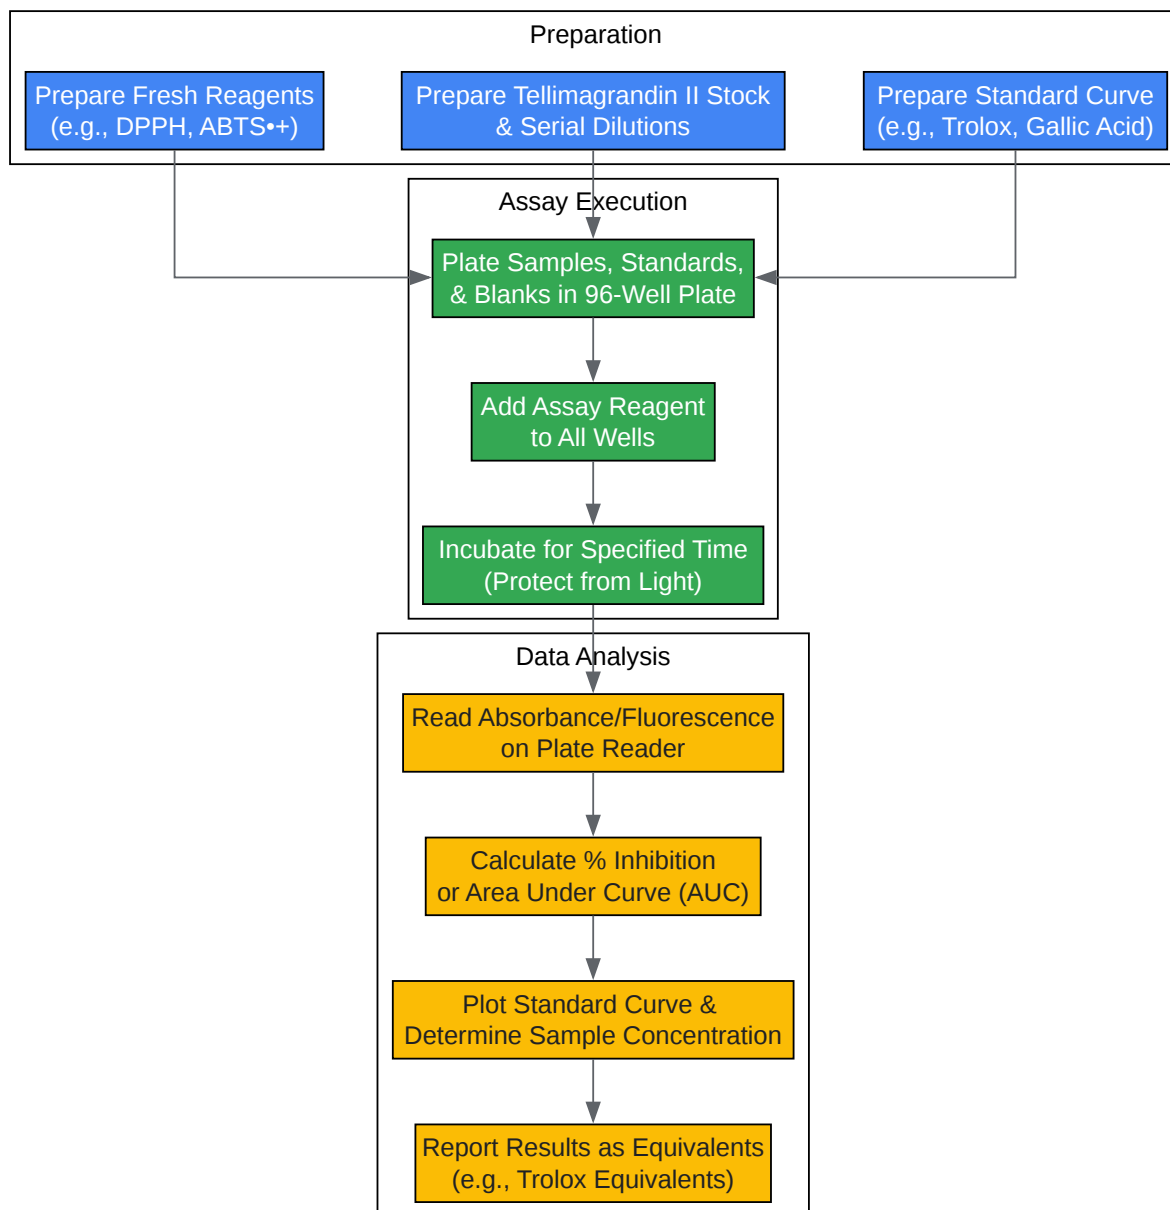 Preparation
Prepare Fresh Reagents
(e.g., DPPH, ABTS•+)
Prepare Tellimagrandin II Stock
& Serial Dilutions
Prepare Standard Curve
(e.g., Trolox, Gallic Acid)
Assay Execution
Plate Samples, Standards,
& Blanks in 96-Well Plate
Add Assay Reagent
to All Wells
Incubate for Specified Time
(Protect from Light)
Data Analysis
Read Absorbance/Fluorescence
on Plate Reader
Calculate % Inhibition
or Area Under Curve (AUC)
Plot Standard Curve &
Determine Sample Concentration
Report Results as Equivalents
(e.g., Trolox Equivalents)